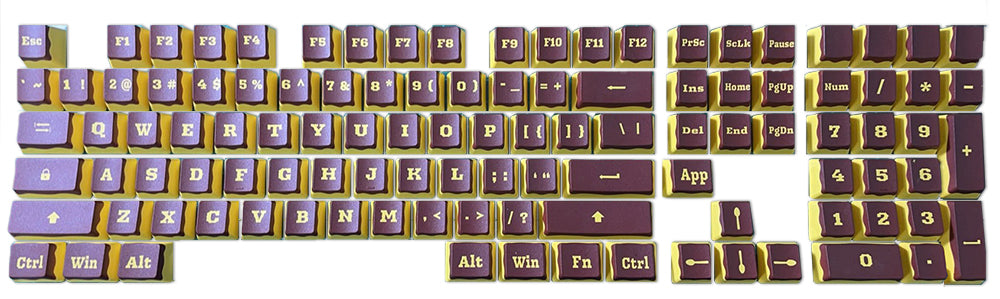 Esc F1 F2 F3 F4 F5 F6 F7 F8 F9 F10 F11 F12 PrSc ScLk Pause
` ~ 1 ! 2 @ 3 # 4 $ 5 % 6 ^ 7 & 8 * 9 ( 0 ) - _ = + ← Ins Home PgUp Num / * -
Q W E R T Y U I O P [ { ] } \ | Del End PgDn 7 8 9 +
A S D F G H J K L ; : ' " App 4 5 6
Z X C V B N M , < . > / ? 1 2 3
Ctrl Win Alt Alt Win Fn Ctrl 0 .